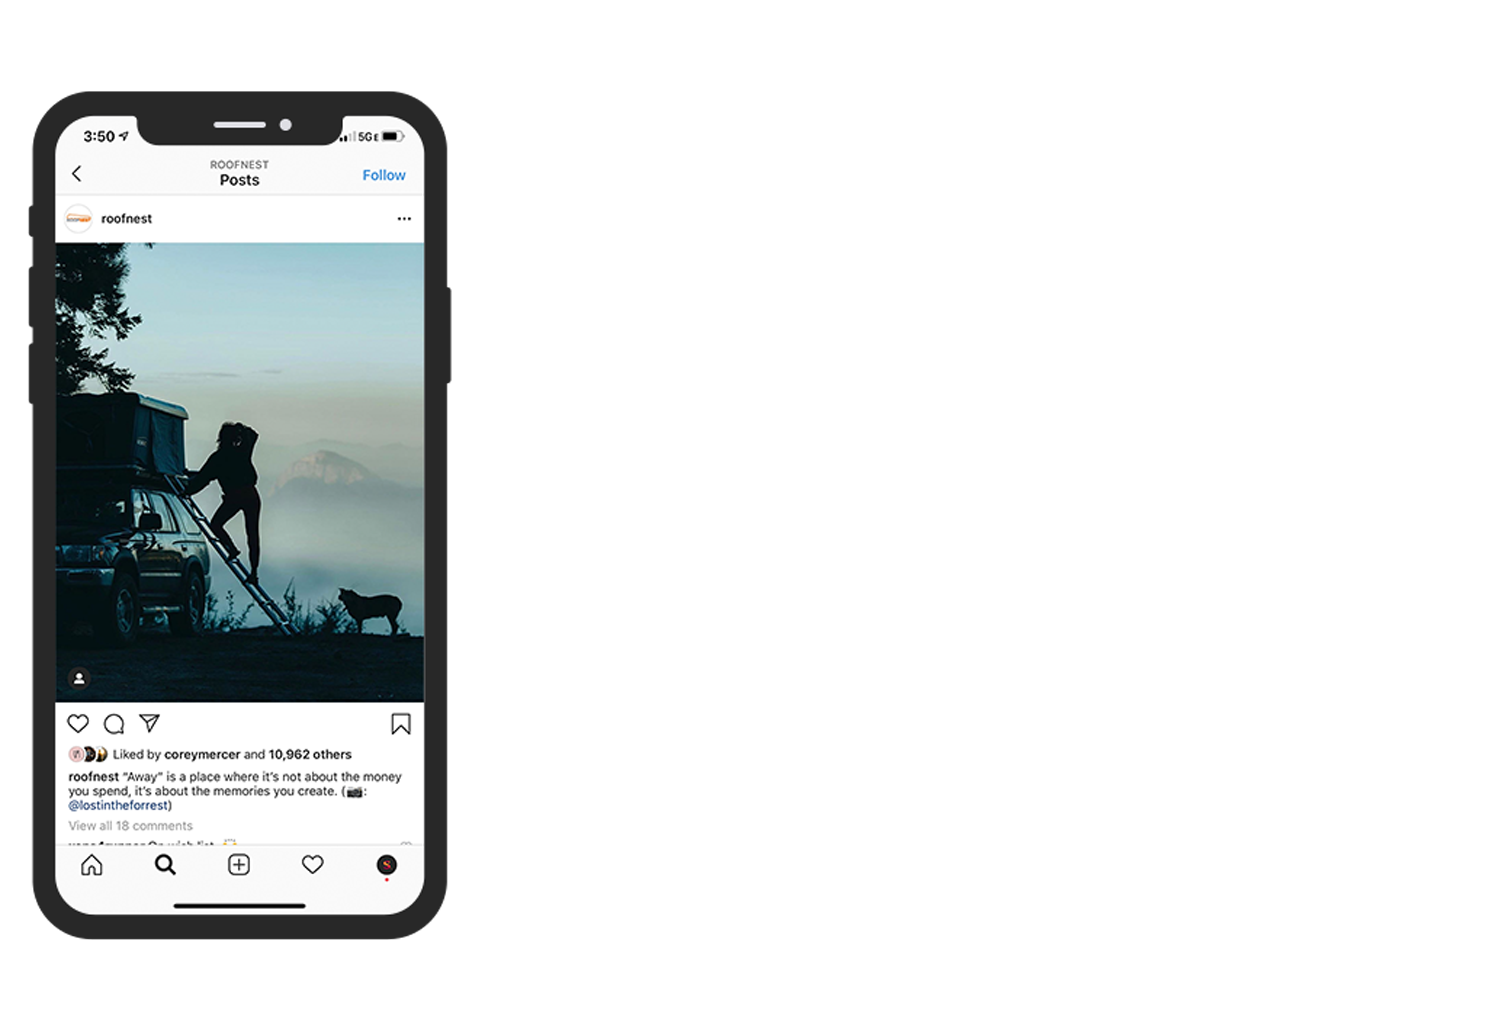 3:50
5GE
ROOFNEST
Posts
Follow
roofnest
Liked by coreymercer and 10,962 others
roofnest “Away” is a place where it’s not about the money
you spend, it’s about the memories you create. (📷:
@lostintheforrest)
View all 18 comments